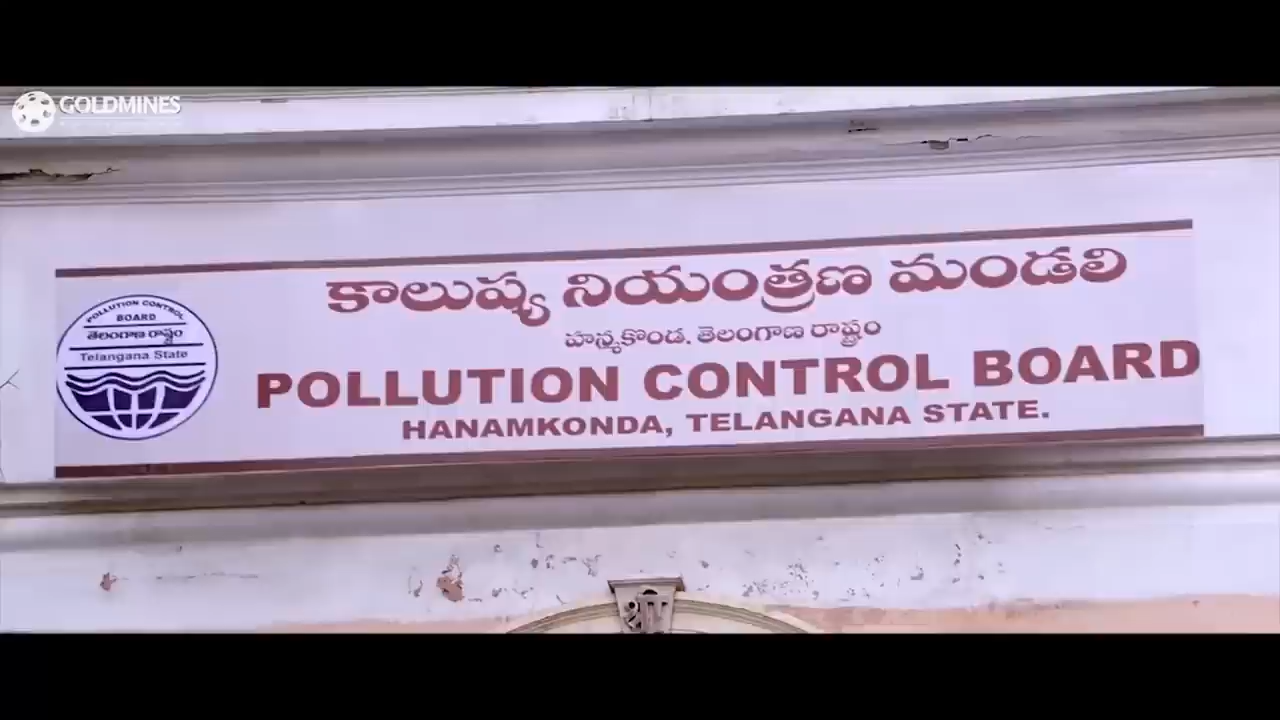 GOLDMINES
కాలుష్య నియంత్రణ మండలి
హన్మకొండ. తెలంగాణ రాష్ట్రం
POLLUTION CONTROL BOARD
HANAMKONDA, TELANGANA STATE.
POLLUTION CONTROL
BOARD
తెలంగాణ రాష్ట్రం
Telangana State